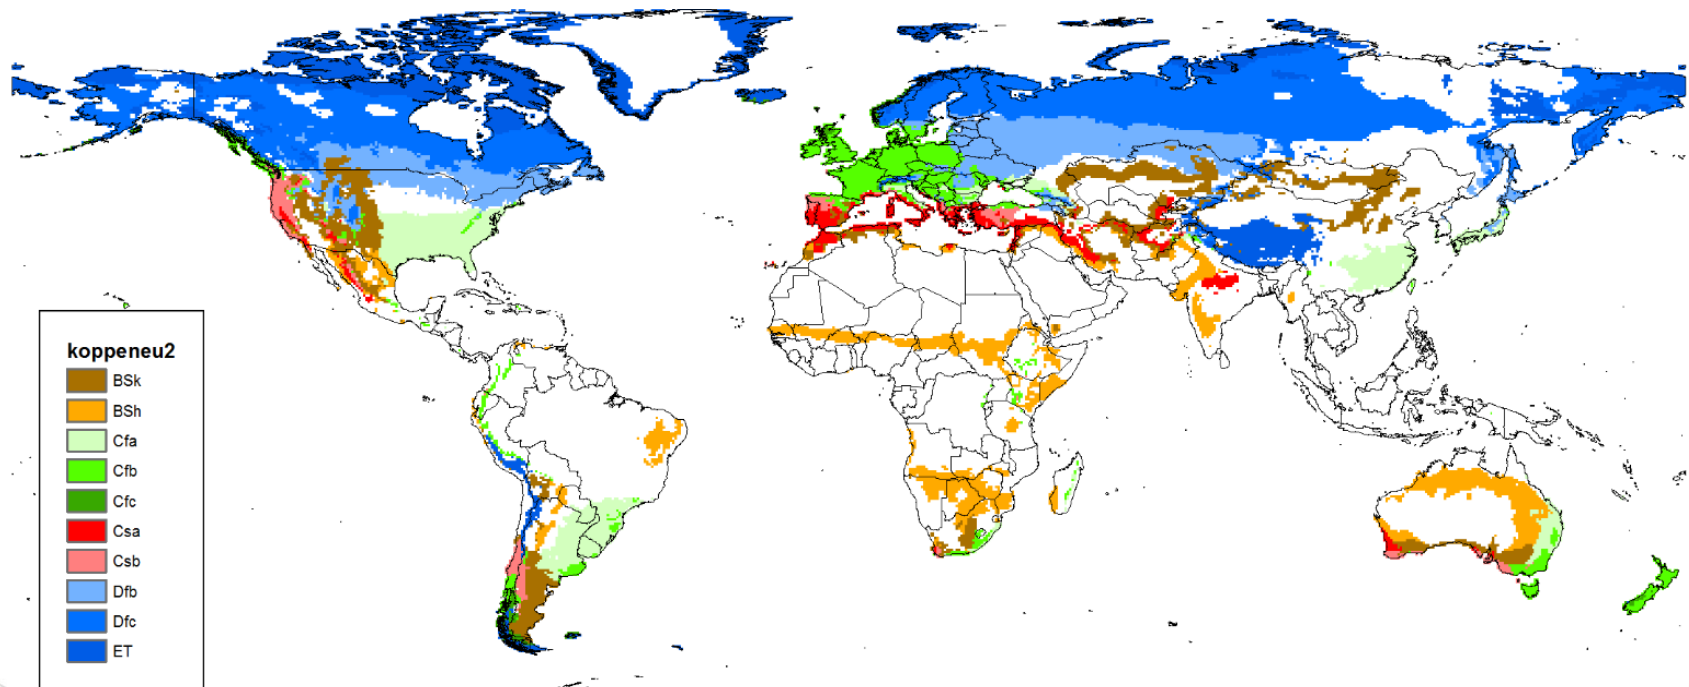 koppeneu2
BSk
BSh
Cfa
Cfb
Cfc
Csa
Csb
Dfb
Dfc
ET